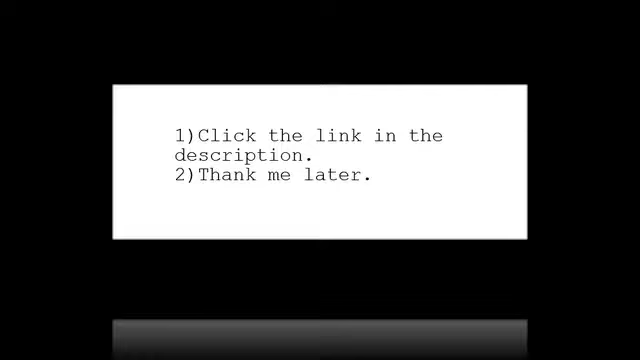 1)Click the link in the
description.
2)Thank me later.